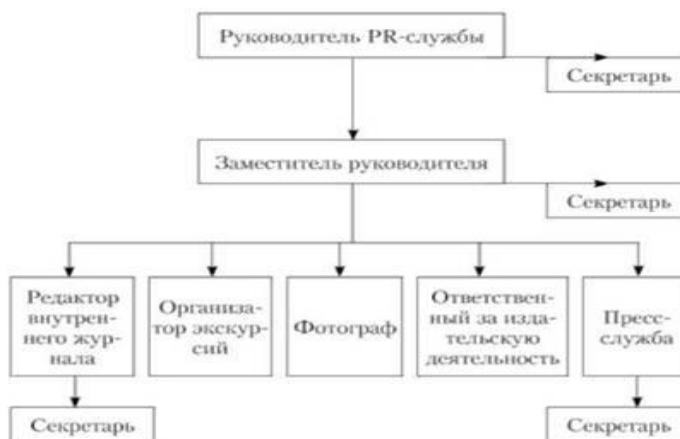 Руководитель PR-службы
Секретарь
Заместитель руководителя
Секретарь
Редактор
внутрен-
него жур-
нала
Организа-
тор экскур-
сий
Фотограф
Ответствен-
ный за изда-
тельскую
деятельность
Пресс-
служба
Секретарь
Секретарь